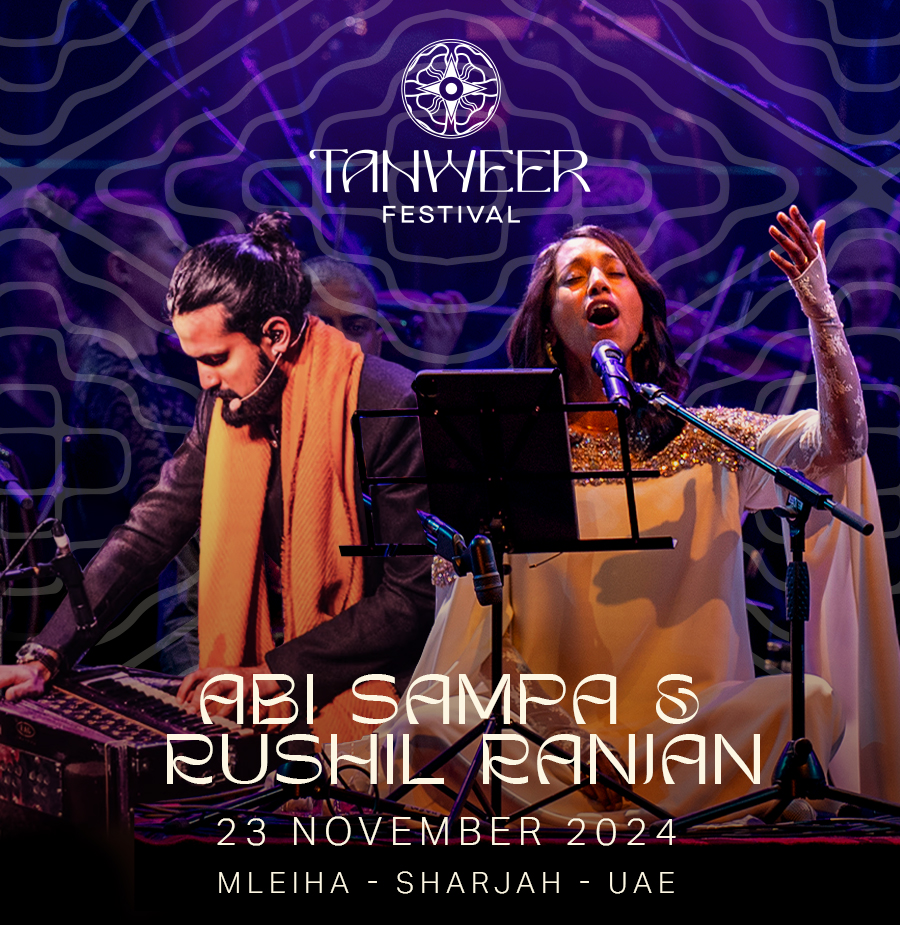 TANWEER
FESTIVAL
ABI SAMPA &
RUSHIL RANJAN
23 NOVEMBER 2024
MLEIHA - SHARJAH - UAE